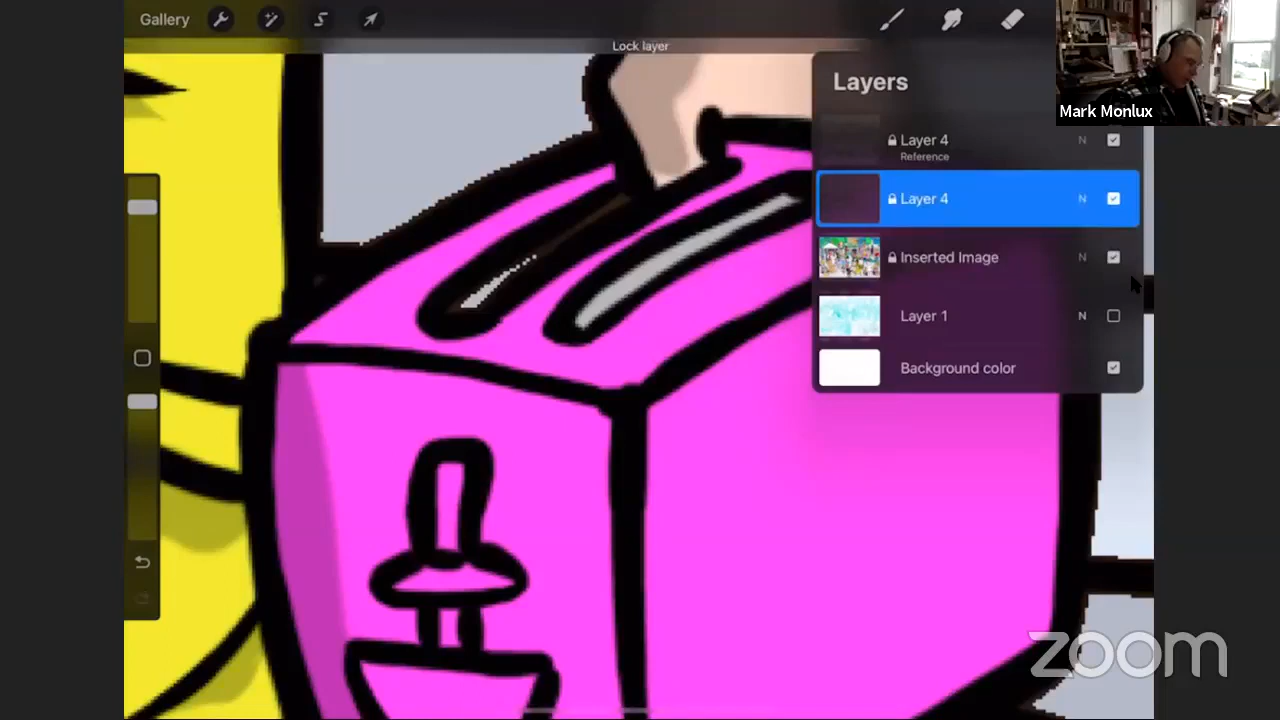 Gallery
Lock layer
Layers
Mark Monlux
Layer 4
N
Reference
Layer 4
N
Inserted Image
N
Layer 1
N
Background color
zoom